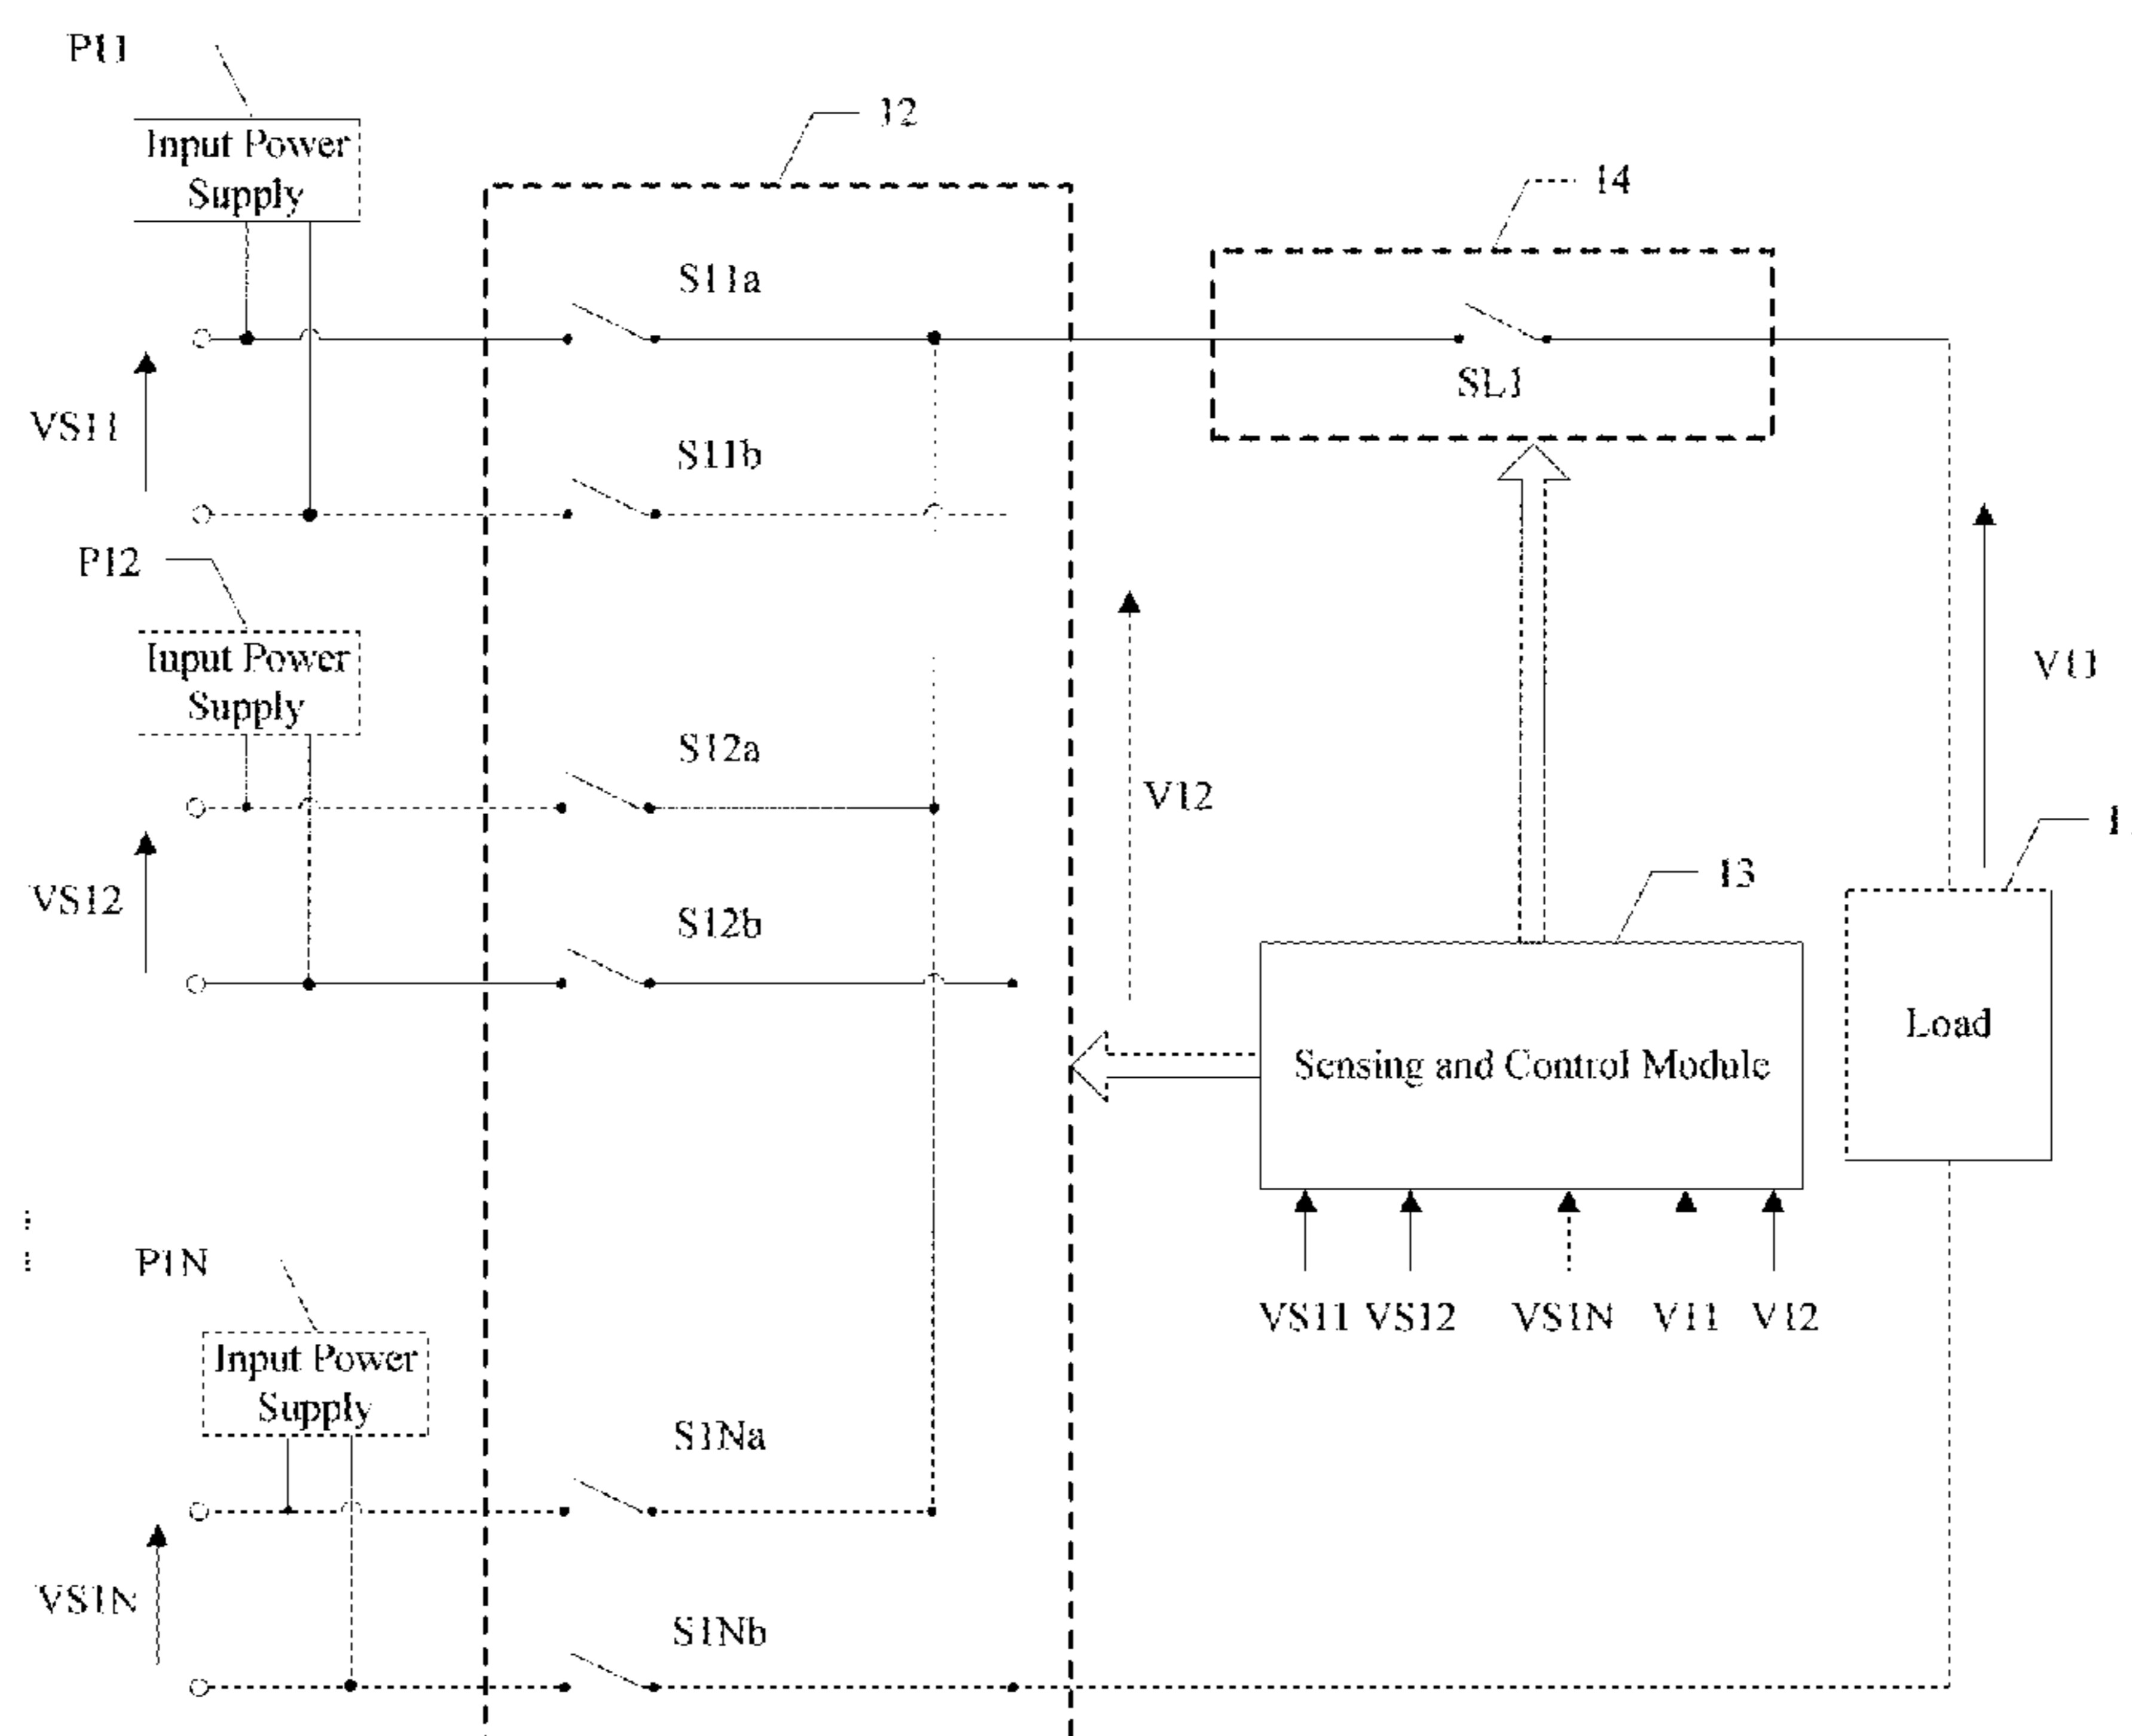 P11
12
Input Power
Supply
14
S11a
SL1
VS11
S11b
P12
Input Power
Supply
V11
S12a
V12
VS12
13
S12b
Load
Sensing and Control Module
P1N
VS11 VS12 VS1N V11 V12
Input Power
Supply
S1Na
VS1N
S1Nb